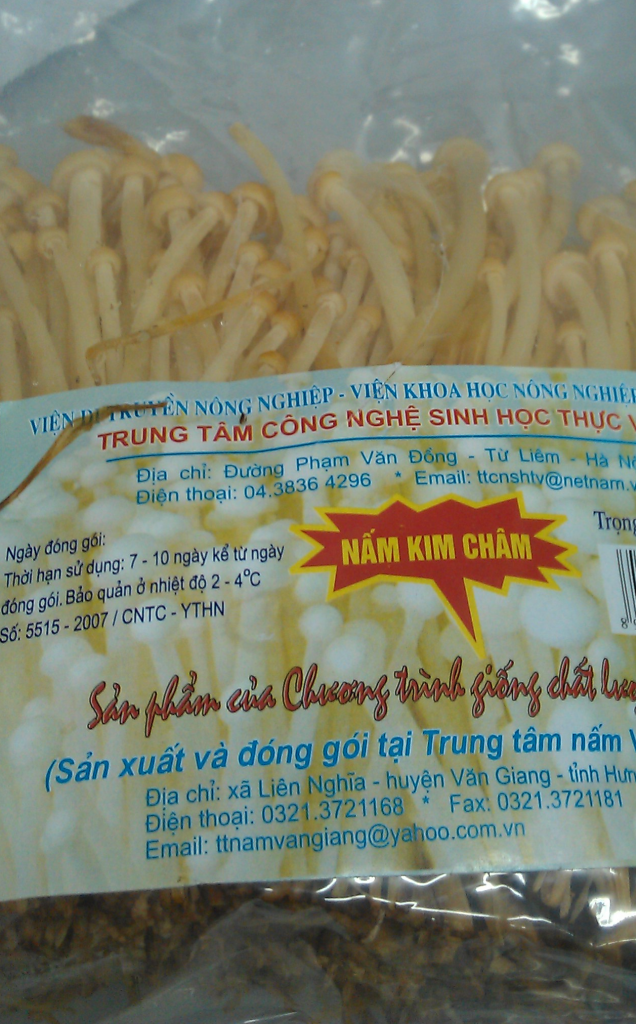 VIỆN DI TRUYỀN NÔNG NGHIỆP - VIỆN KHOA HỌC NÔNG NGHIỆP
TRUNG TÂM CÔNG NGHỆ SINH HỌC THỰC
Địa chỉ: Đường Phạm Văn Đồng - Từ Liêm - Hà
Điện thoại: 04.3836 4296 * Email: ttcnshtv@netnam.v
Ngày đóng gói:
Thời hạn sử dụng: 7 - 10 ngày kể từ ngày
đóng gói. Bảo quản ở nhiệt độ 2 - 4°C
Số: 5515 - 2007 / CNTC - YTHN
NẤM KIM CHÂM
Trọng
Sản phẩm của Chương trình giống chất
(Sản xuất và đóng gói tại Trung tâm nấm
Địa chỉ: xã Liên Nghĩa - huyện Văn Giang - tỉnh
Điện thoại: 0321.3721168 * Fax: 0321.3721181
Email: ttnamvangiang@yahoo.com.vn